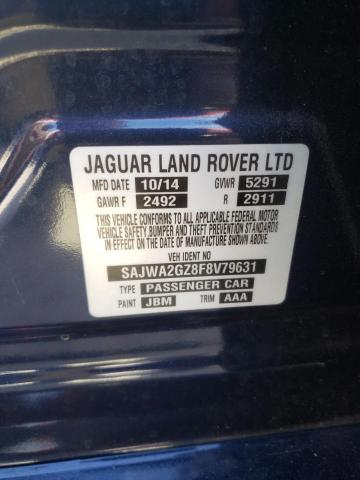 JAGUAR LAND ROVER LTD
MFD DATE 10/14 GVWR 5291
GAWR F 2492 R 2911
THIS VEHICLE CONFORMS TO ALL APPLICABLE FEDERAL MOTOR
VEHICLE SAFETY, BUMPER, AND THEFT PREVENTION STANDARDS
IN EFFECT ON THE DATE OF MANUFACTURE SHOWN ABOVE
VEH IDENT NO
SAJWA2GZ8F8V79631
TYPE PASSENGER CAR
PAINT JBM TRIM AAA